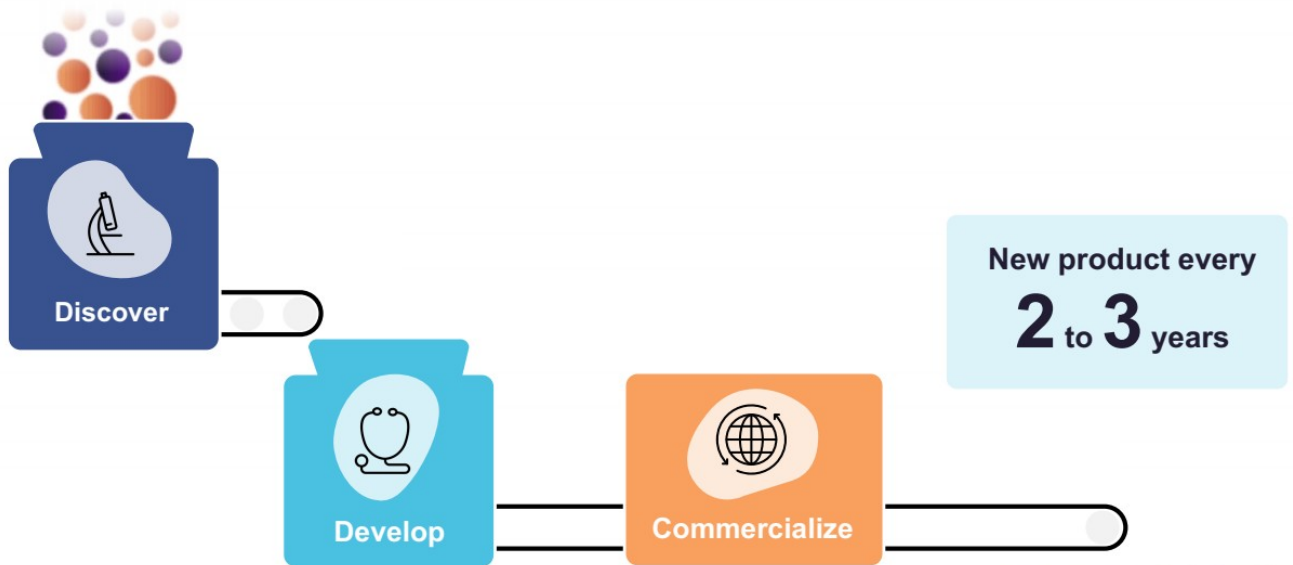 Discover
Develop
Commercialize
New product every
2 to 3 years